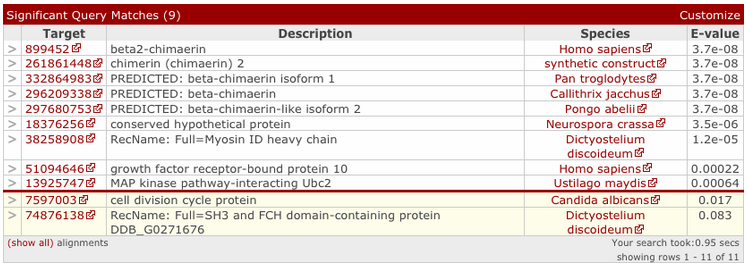 Significant Query Matches (9) Customize
Target Description Species E-value
> 899452 beta2-chimaerin Homo sapiens 3.7e-08
> 261861448 chimerin (chimaerin) 2 synthetic construct 3.7e-08
> 332864983 PREDICTED: beta-chimaerin isoform 1 Pan troglodytes 3.7e-08
> 296209338 PREDICTED: beta-chimaerin Callithrix jacchus 3.7e-08
> 297680753 PREDICTED: beta-chimaerin-like isoform 2 Pongo abelii 3.7e-08
> 18376256 conserved hypothetical protein Neurospora crassa 3.5e-06
> 38258908 RecName: Full=Myosin ID heavy chain Dictyostelium 1.2e-05
discoideum
> 51094646 growth factor receptor-bound protein 10 Homo sapiens 0.00022
> 13925747 MAP kinase pathway-interacting Ubc2 Ustilago maydis 0.00064
> 7597003 cell division cycle protein Candida albicans 0.017
> 74876138 RecName: Full=SH3 and FCH domain-containing protein Dictyostelium 0.083
DDB_G0271676 discoideum
(show all) alignments Your search took:0.95 secs
showing rows 1 - 11 of 11